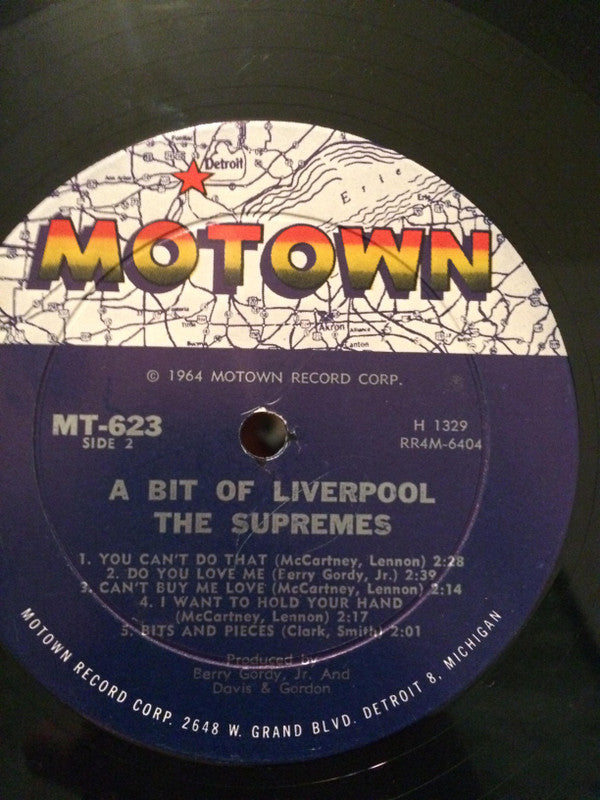 Detroit
Erie
MOTOWN
Akron
Canton
© 1964 MOTOWN RECORD CORP.
MT-623
SIDE 2
H 1329
RR4M-6404
A BIT OF LIVERPOOL
THE SUPREMES
1. YOU CAN'T DO THAT (McCartney, Lennon) 2:28
2. DO YOU LOVE ME (Berry Gordy, Jr.) 2:39
3. CAN'T BUY ME LOVE (McCartney, Lennon) 2:14
4. I WANT TO HOLD YOUR HAND
(McCartney, Lennon) 2:17
5. BITS AND PIECES (Clark, Smith) 2:01
Produced by
Berry Gordy, Jr. And
Davis & Gordon
MOTOWN RECORD CORP. 2648 W. GRAND BLVD. DETROIT 8, MICHIGAN